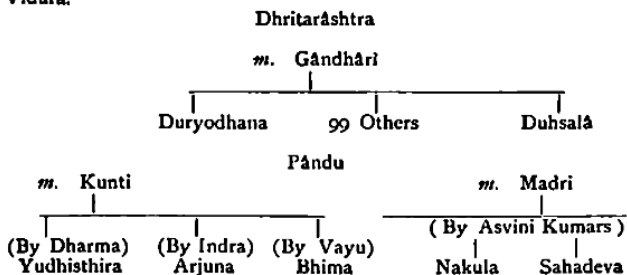 Vidura.
Dhritarâshtra
m. Gândhârî
Duryodhana 99 Others Duhsalâ
Pându
m. Kunti m. Madri
(By Dharma) (By Indra) (By Vayu) (By Asvini Kumars)
Yudhisthira Arjuna Bhima Nakula Sahadeva